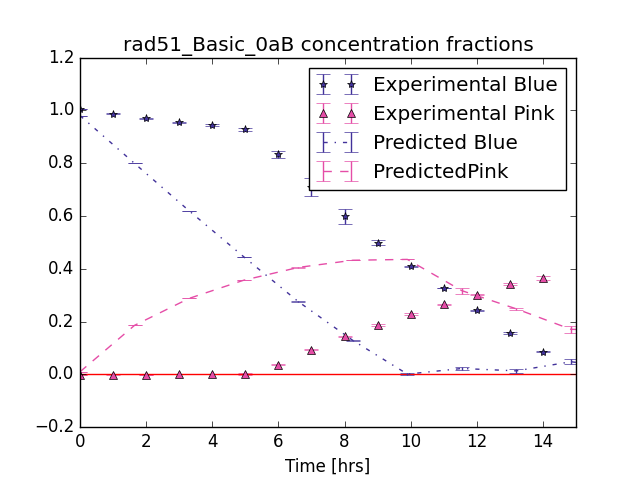 rad51_Basic_0aB concentration fractions
Experimental Blue
Experimental Pink
Predicted Blue
PredictedPink
1.2
1.0
0.8
0.6
0.4
0.2
0.0
−0.2
0 2 4 6 8 10 12 14
Time [hrs]